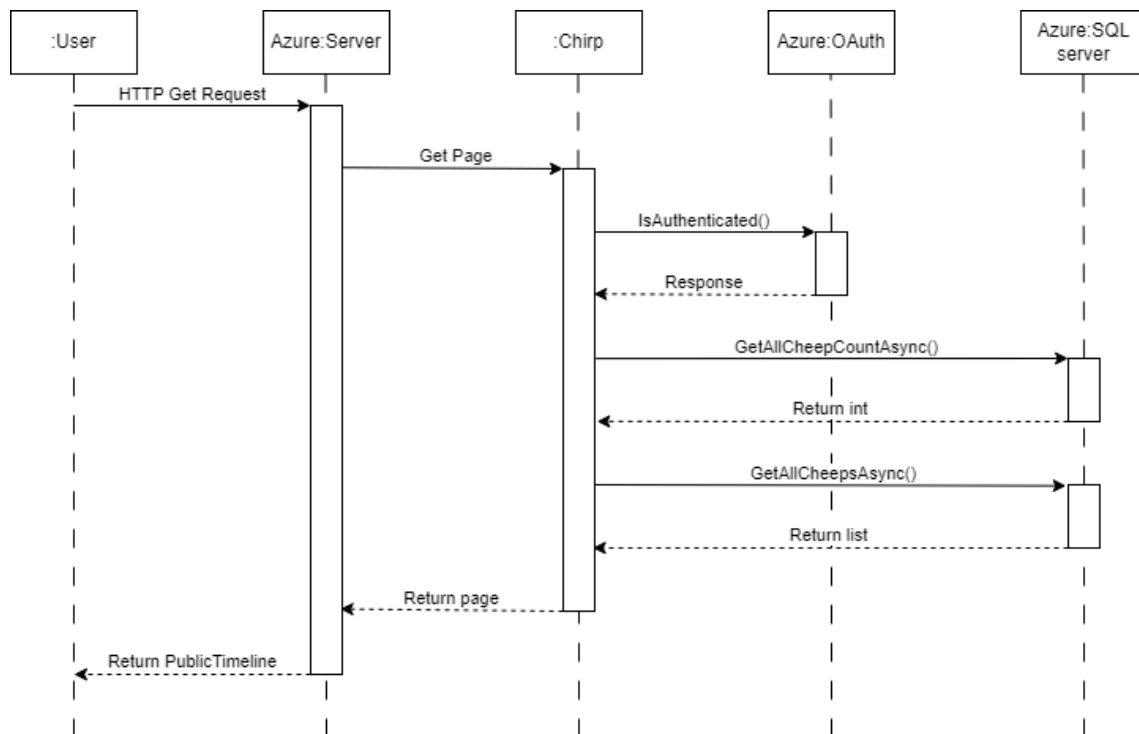 :User
Azure:Server
:Chirp
Azure:OAuth
Azure:SQL
server
HTTP Get Request
Get Page
IsAuthenticated()
Response
GetAllCheepCountAsync()
Return int
GetAllCheepsAsync()
Return list
Return page
Return PublicTimeline